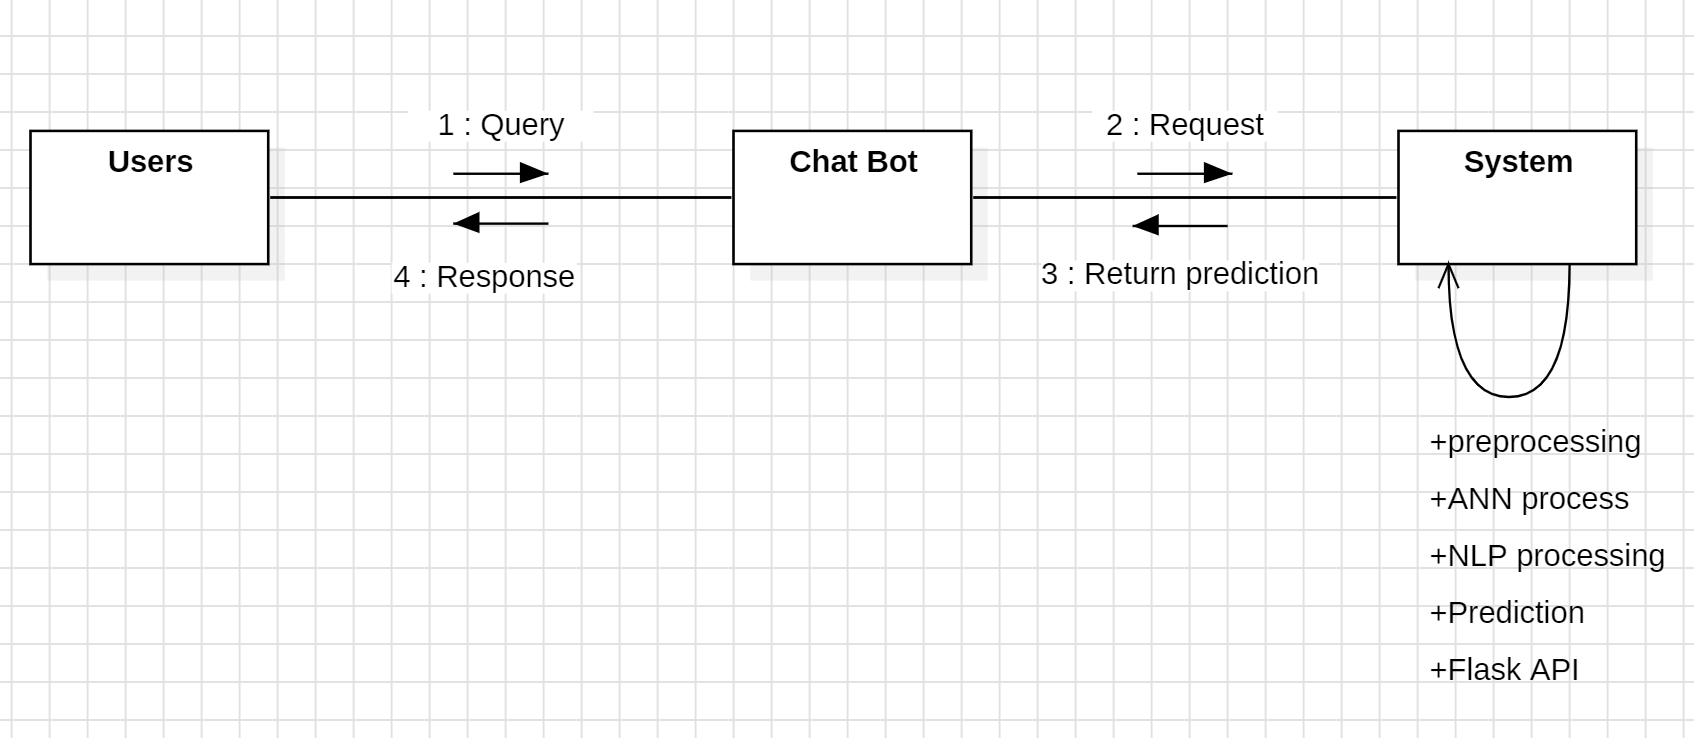 1 : Query
2 : Request
Users
Chat Bot
System
4 : Response
3 : Return prediction
+preprocessing
+ANN process
+NLP processing
+Prediction
+Flask API